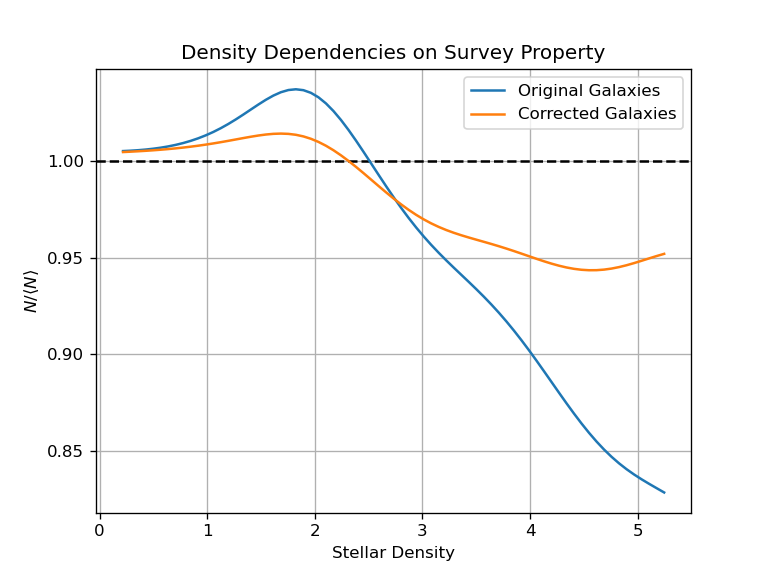 Density Dependencies on Survey Property
Original Galaxies
Corrected Galaxies
1.00
0.95
0.90
0.85
N/⟨N⟩
0 1 2 3 4 5
Stellar Density